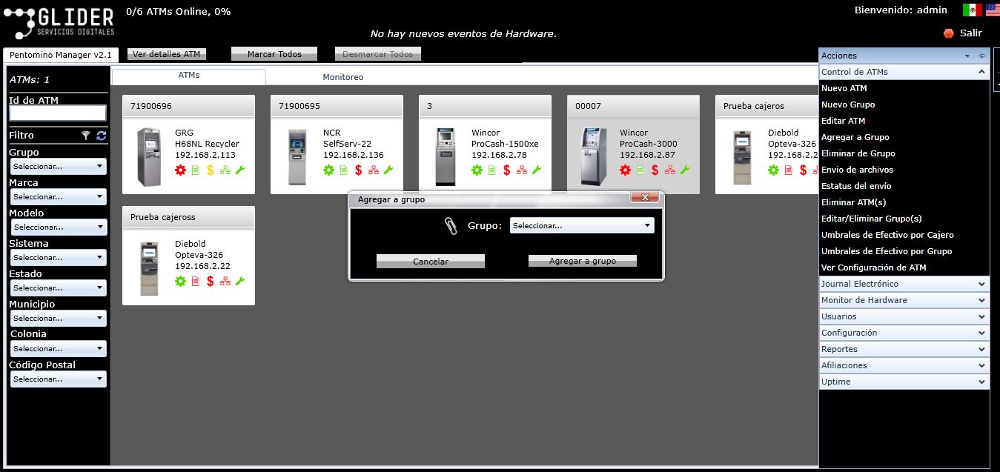 GLIDER
SERVICIOS DIGITALES
0/6 ATMs Online, 0%
Bienvenido: admin
No hay nuevos eventos de Hardware.
Salir
Pentomino Manager v2.1
Ver detalles ATM
Marcar Todos
Desmarcar Todos
ATMs: 1
Id de ATM
Filtro
Grupo
Seleccionar...
Marca
Seleccionar...
Modelo
Seleccionar...
Sistema
Seleccionar...
Estado
Seleccionar...
Municipio
Seleccionar...
Colonia
Seleccionar...
Código Postal
Seleccionar...
ATMs
Monitoreo
71900696
GRG
H68NL Recycler
192.168.2.113
71900695
NCR
SelfServ-22
192.168.2.136
3
Wincor
ProCash-1500xe
192.168.2.78
00007
Wincor
ProCash-3000
192.168.2.87
Prueba cajeros
Diebold
Opteva-326
192.168.2.2
Prueba cajeross
Diebold
Opteva-326
192.168.2.22
Agregar a grupo
Grupo:
Seleccionar...
Cancelar
Agregar a grupo
Acciones
Control de ATMs
Nuevo ATM
Nuevo Grupo
Editar ATM
Agregar a Grupo
Eliminar de Grupo
Envio de archivos
Estatus del envío
Eliminar ATM(s)
Editar/Eliminar Grupo(s)
Umbrales de Efectivo por Cajero
Umbrales de Efectivo por Grupo
Ver Configuración de ATM
Journal Electrónico
Monitor de Hardware
Usuarios
Configuración
Reportes
Afiliaciones
Uptime